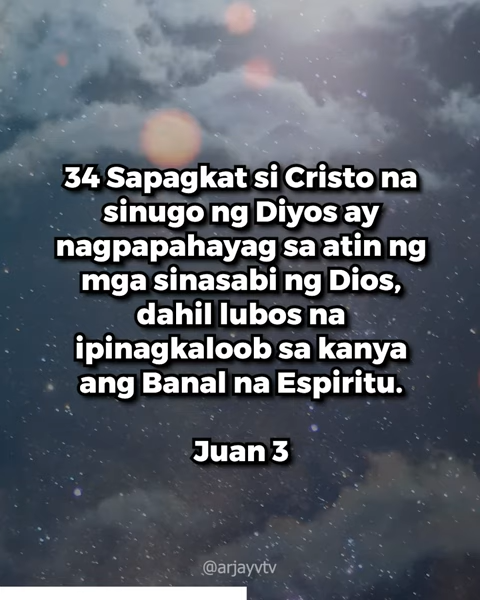 34 Sapagkat si Cristo na
sinugo ng Diyos ay
nagpapahayag sa atin ng
mga sinasabi ng Dios,
dahil lubos na
ipinagkaloob sa kanya
ang Banal na Espiritu.
Juan 3
@arjayvtv